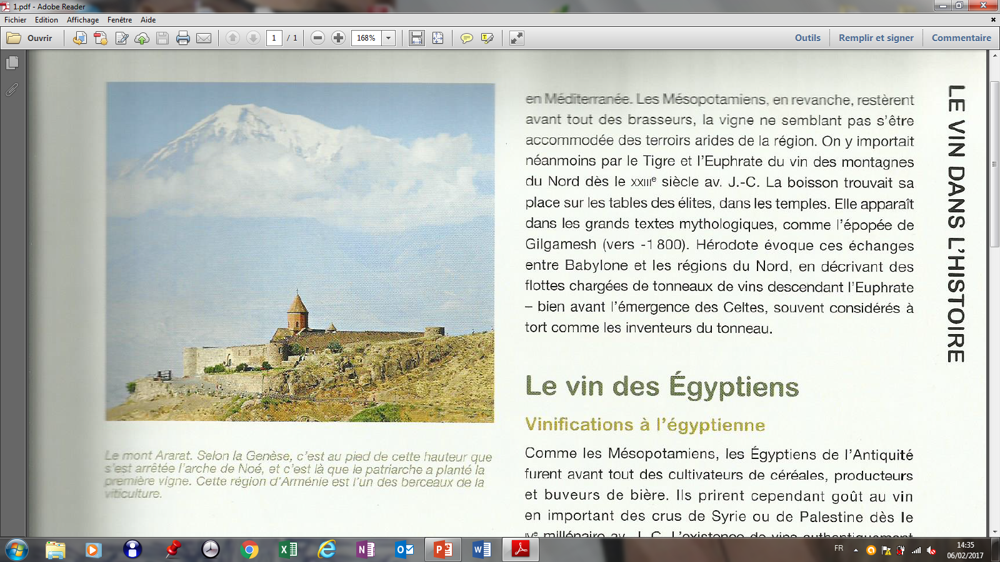 1.pdf - Adobe Reader
Fichier Edition Affichage Fenêtre Aide
Ouvrir
1 / 1
168%
Outils
Remplir et signer
Commentaire
Le mont Ararat. Selon la Genèse, c'est au pied de cette hauteur que
s'est arrêtée l'arche de Noé, et c'est là que le patriarche a planté la
première vigne. Cette région d'Arménie est l'un des berceaux de la
viticulture.
en Méditerranée. Les Mésopotamiens, en revanche, restèrent
avant tout des brasseurs, la vigne ne semblant pas s'être
accommodée des terroirs arides de la région. On y importait
néanmoins par le Tigre et l'Euphrate du vin des montagnes
du Nord dès le XXIIIe siècle av. J.-C. La boisson trouvait sa
place sur les tables des élites, dans les temples. Elle apparaît
dans les grands textes mythologiques, comme l'épopée de
Gilgamesh (vers -1 800). Hérodote évoque ces échanges
entre Babylone et les régions du Nord, en décrivant des
flottes chargées de tonneaux de vins descendant l'Euphrate
– bien avant l'émergence des Celtes, souvent considérés à
tort comme les inventeurs du tonneau.
Le vin des Égyptiens
Vinifications à l'égyptienne
Comme les Mésopotamiens, les Égyptiens de l'Antiquité
furent avant tout des cultivateurs de céréales, producteurs
et buveurs de bière. Ils prirent cependant goût au vin
en important des crus de Syrie ou de Palestine dès le
IVe millénaire av. J.-C. L'existence de vins authentiquement
LE VIN DANS L'HISTOIRE
FR
14:35
06/02/2017